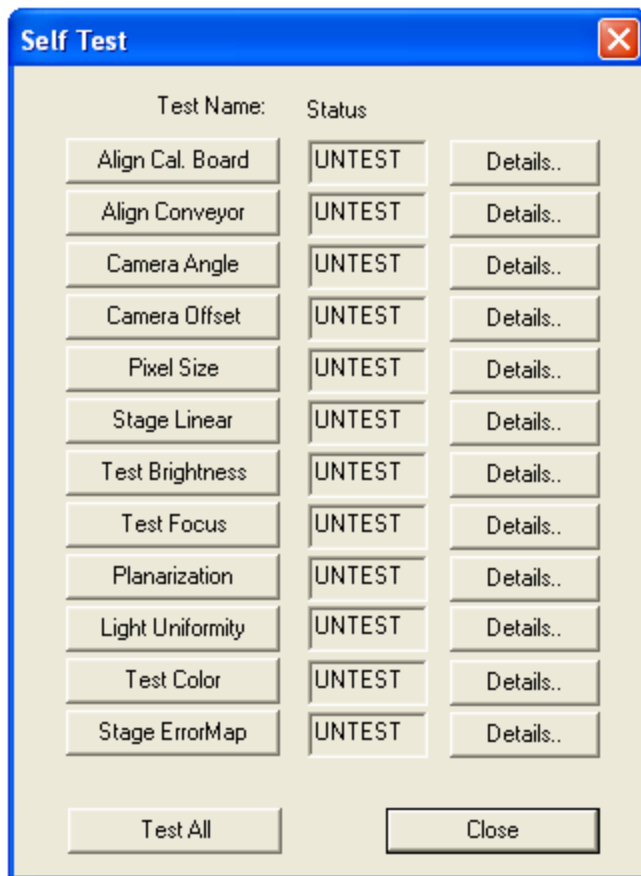 Self Test
Test Name: Status
Align Cal. Board UNTEST Details..
Align Conveyor UNTEST Details..
Camera Angle UNTEST Details..
Camera Offset UNTEST Details..
Pixel Size UNTEST Details..
Stage Linear UNTEST Details..
Test Brightness UNTEST Details..
Test Focus UNTEST Details..
Planarization UNTEST Details..
Light Uniformity UNTEST Details..
Test Color UNTEST Details..
Stage ErrorMap UNTEST Details..
Test All Close